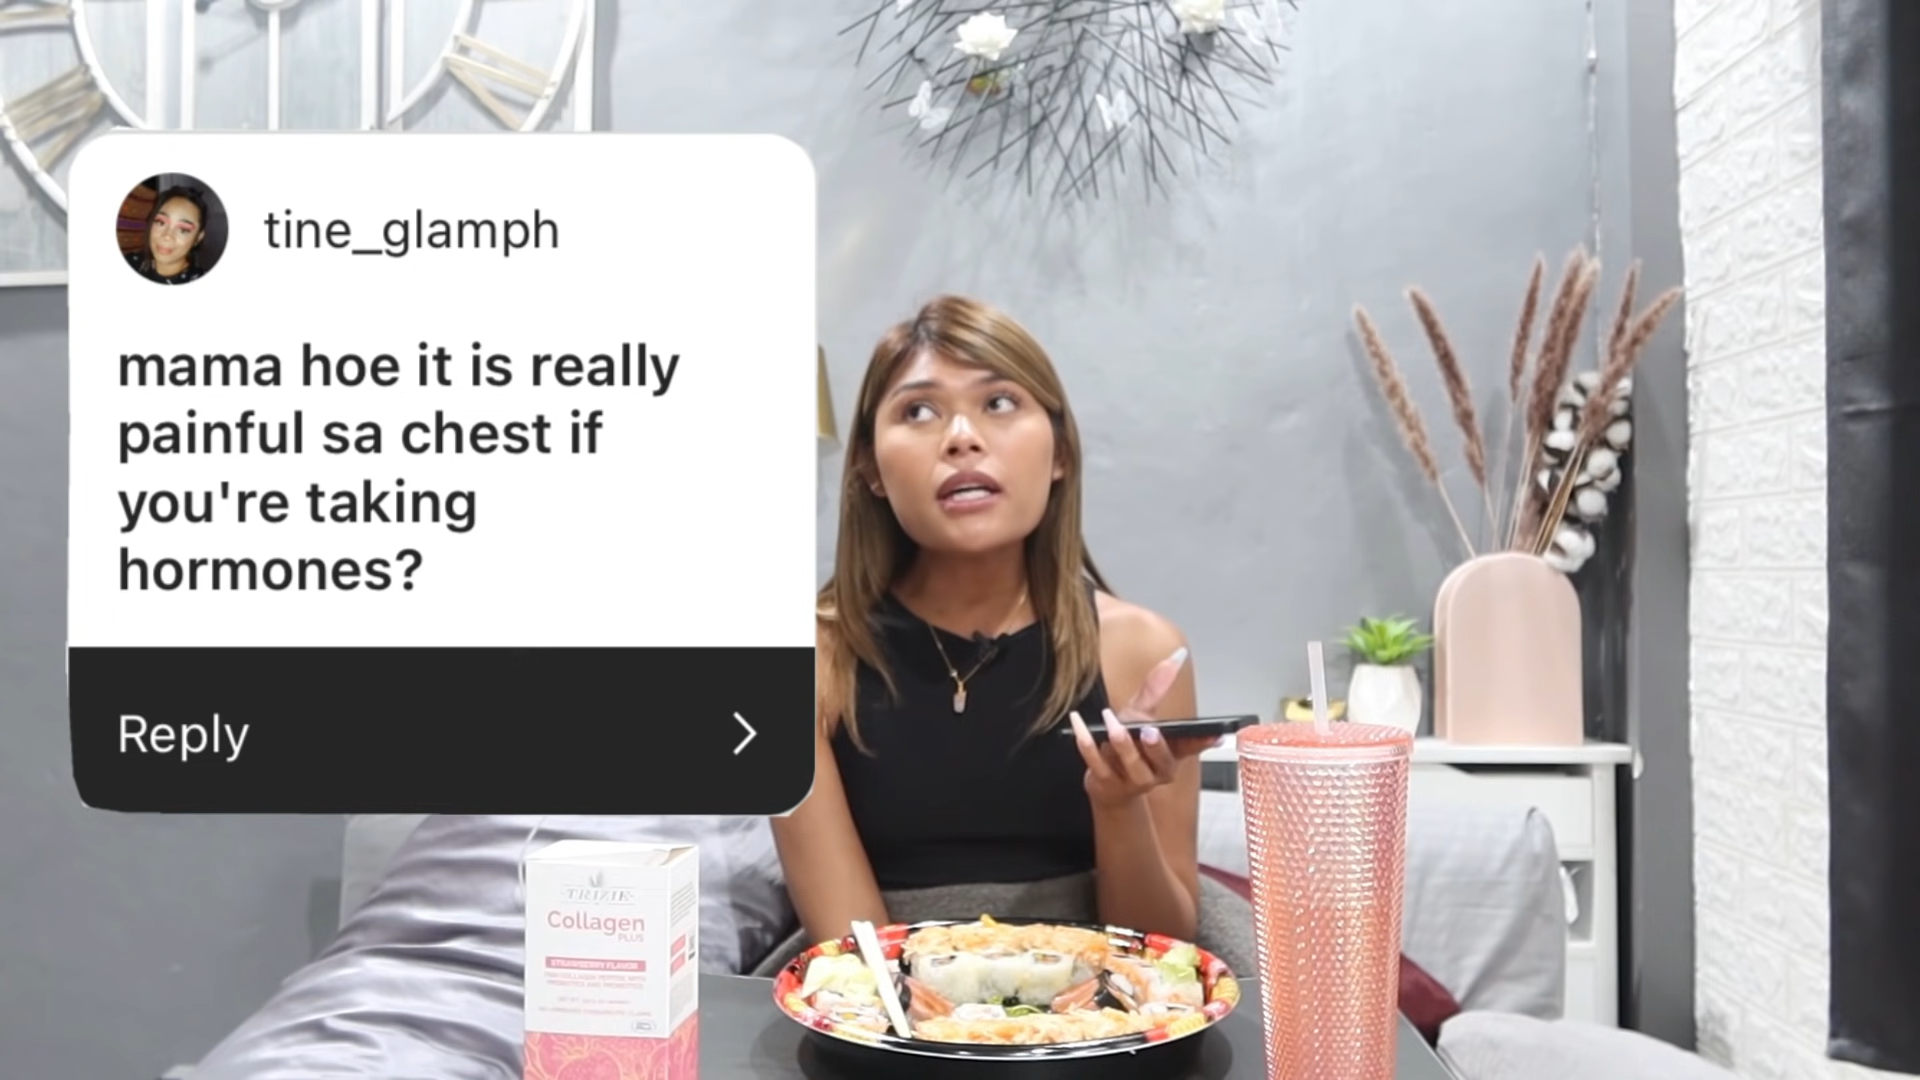 tine_glamph
mama hoe it is really
painful sa chest if
you're taking
hormones?
Reply
TRIZIE
Collagen
PLUS
STRAWBERRY FLAVOR